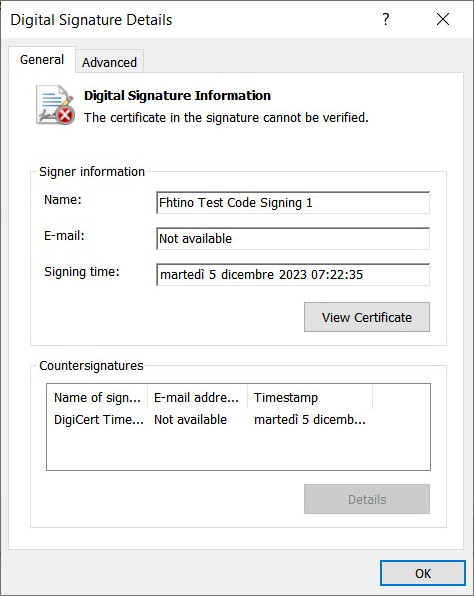 Digital Signature Details
General
Advanced
Digital Signature Information
The certificate in the signature cannot be verified.
Signer information
Name:
Fhtino Test Code Signing 1
E-mail:
Not available
Signing time:
martedì 5 dicembre 2023 07:22:35
View Certificate
Countersignatures
Name of sign... E-mail addre... Timestamp
DigiCert Time... Not available martedì 5 dicemb...
Details
OK